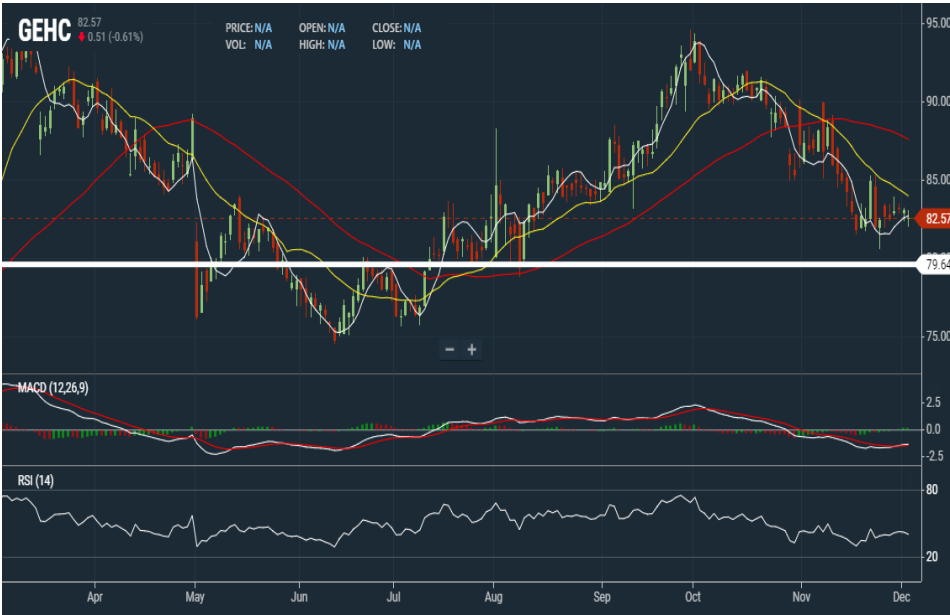 GEHC 82.57
0.51 (-0.61%)
PRICE: N/A OPEN: N/A CLOSE: N/A
VOL: N/A HIGH: N/A LOW: N/A
95.00
90.00
85.00
82.57
79.64
75.00
− +
MACD (12,26,9)
2.5
0.0
-2.5
RSI (14)
80
20
Apr May Jun Jul Aug Sep Oct Nov Dec